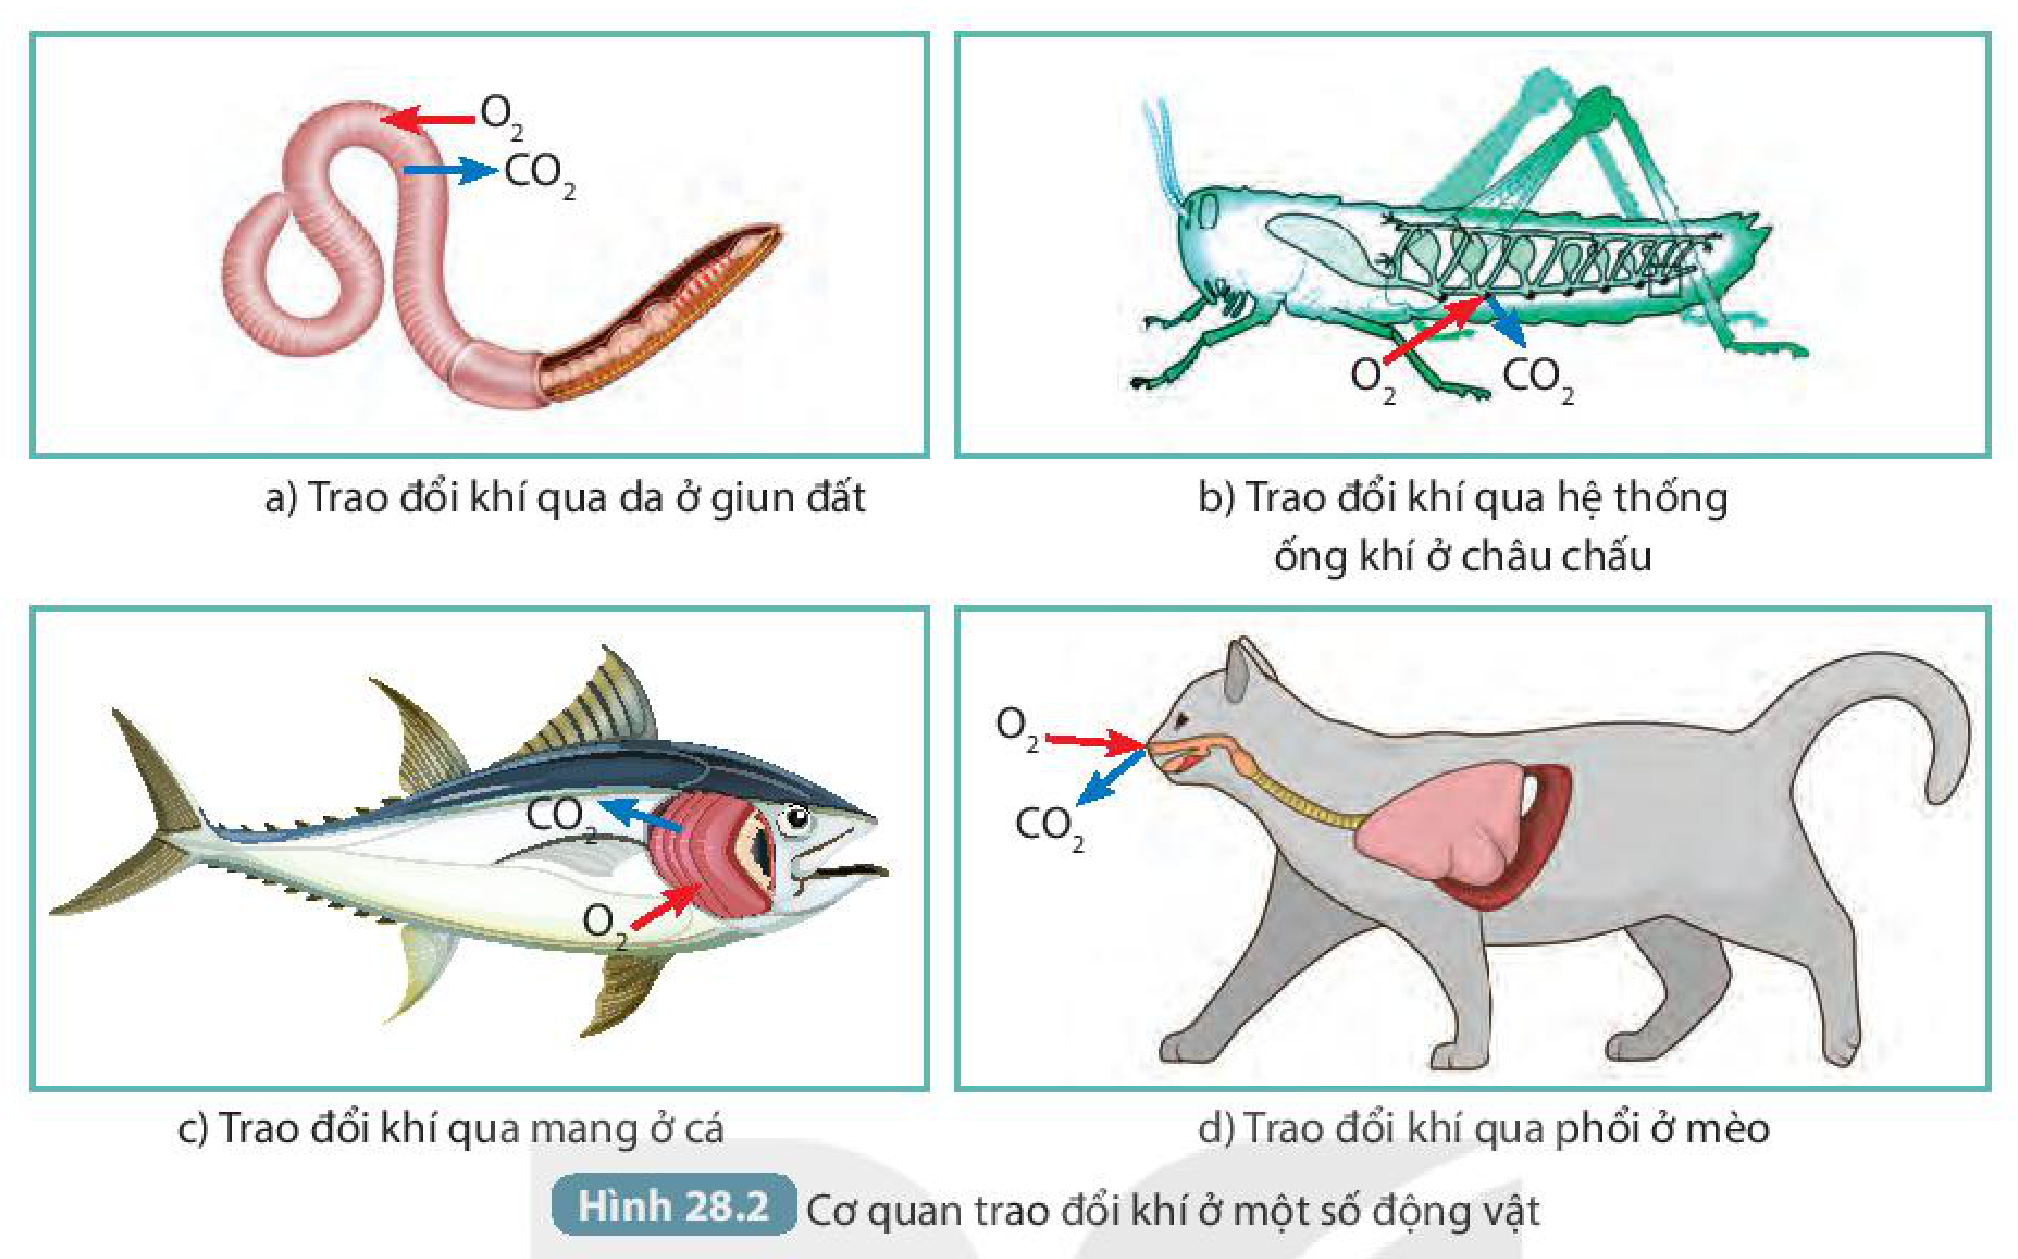 O₂
CO₂
O₂
CO₂
a) Trao đổi khí qua da ở giun đất
b) Trao đổi khí qua hệ thống
ống khí ở châu chấu
CO₂
O₂
O₂
CO₂
c) Trao đổi khí qua mang ở cá
d) Trao đổi khí qua phổi ở mèo
Hình 28.2 Cơ quan trao đổi khí ở một số động vật